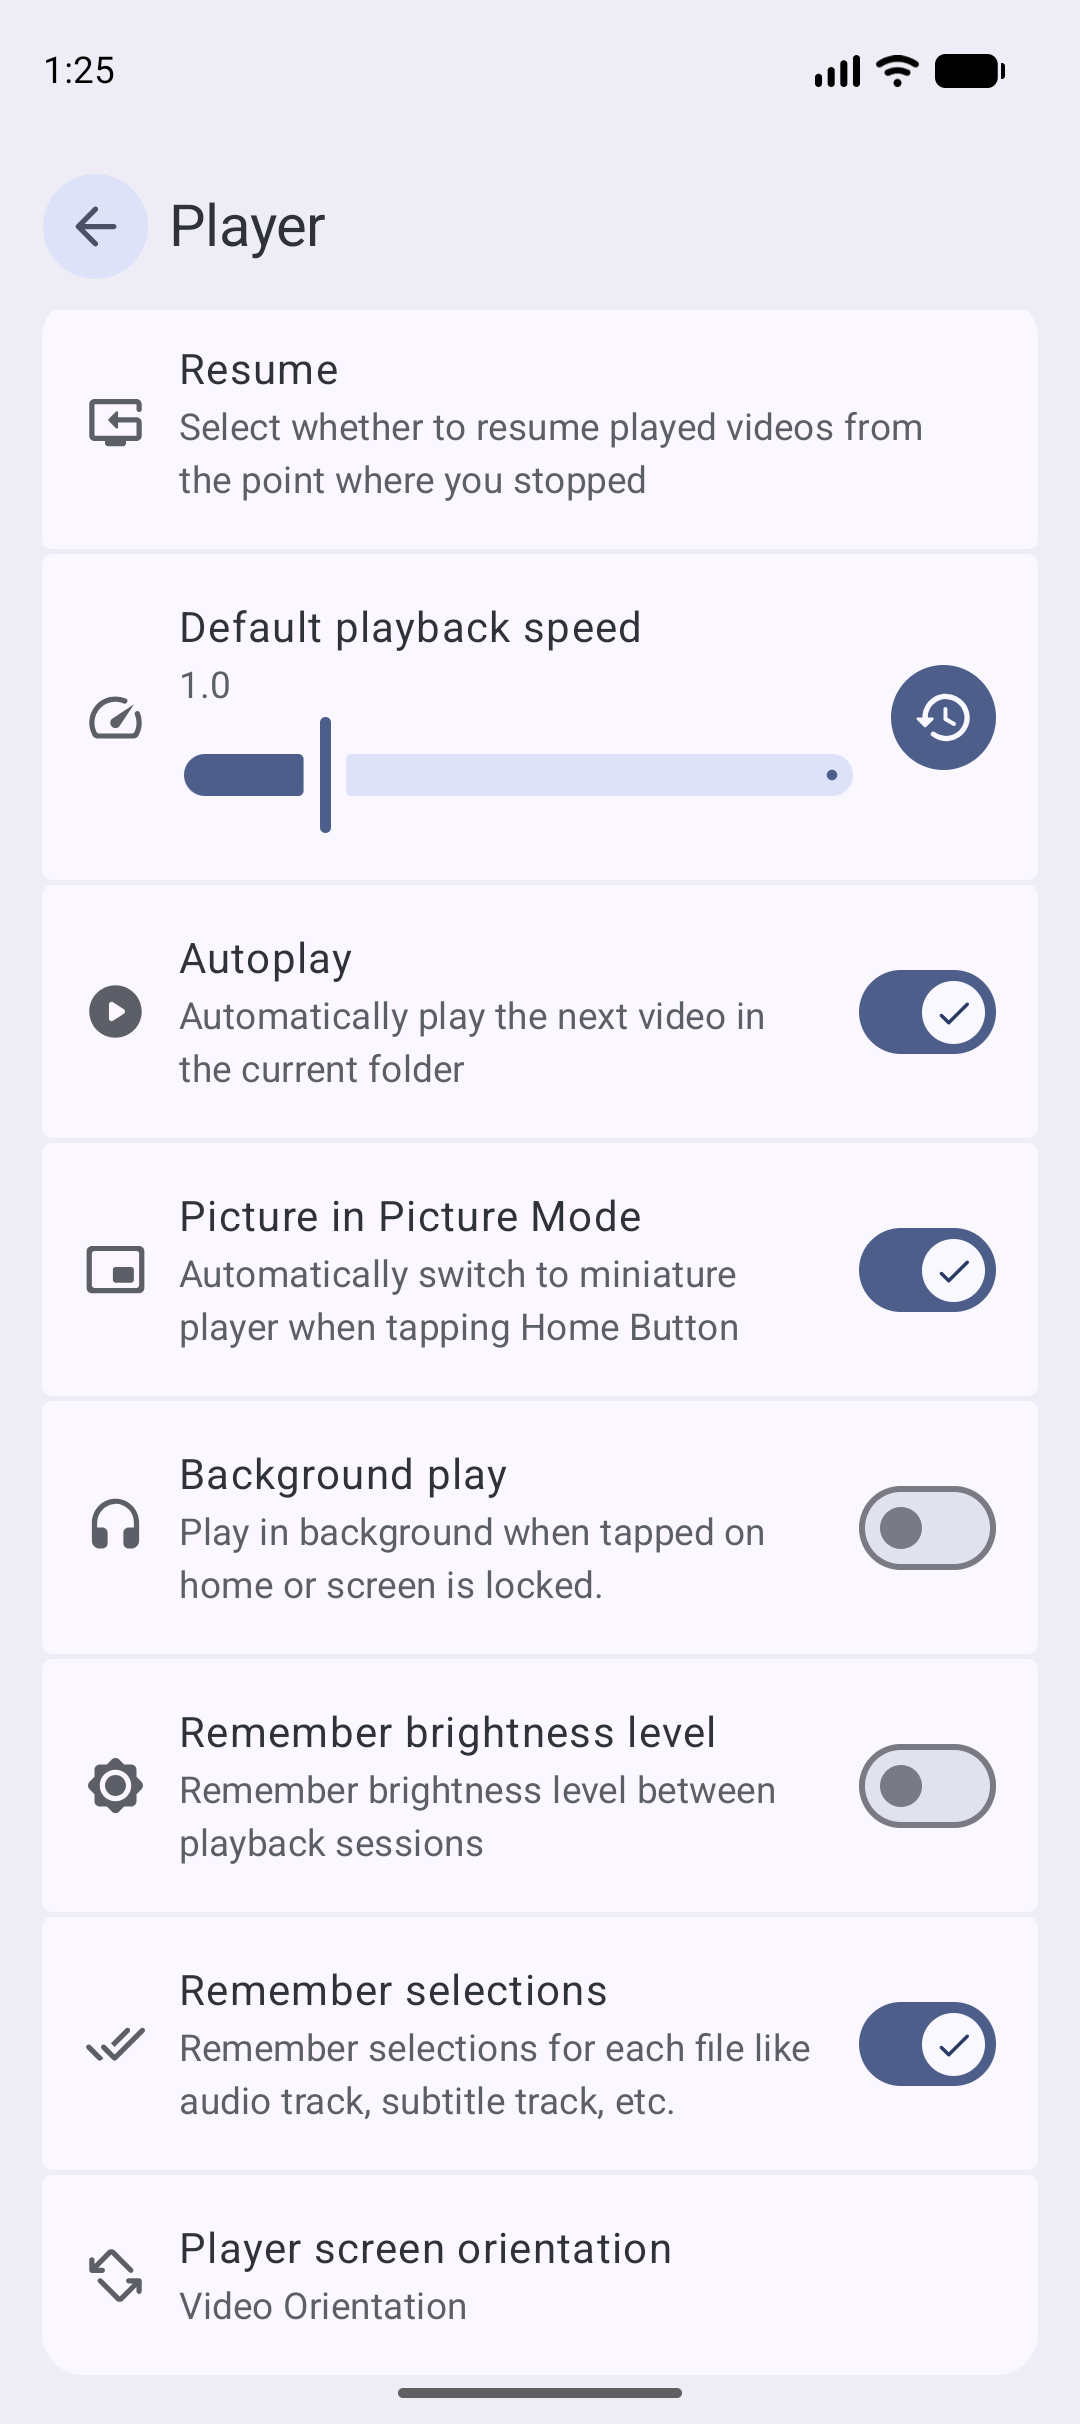 1:25
Player
Resume
Select whether to resume played videos from
the point where you stopped
Default playback speed
1.0
Autoplay
Automatically play the next video in
the current folder
Picture in Picture Mode
Automatically switch to miniature
player when tapping Home Button
Background play
Play in background when tapped on
home or screen is locked.
Remember brightness level
Remember brightness level between
playback sessions
Remember selections
Remember selections for each file like
audio track, subtitle track, etc.
Player screen orientation
Video Orientation